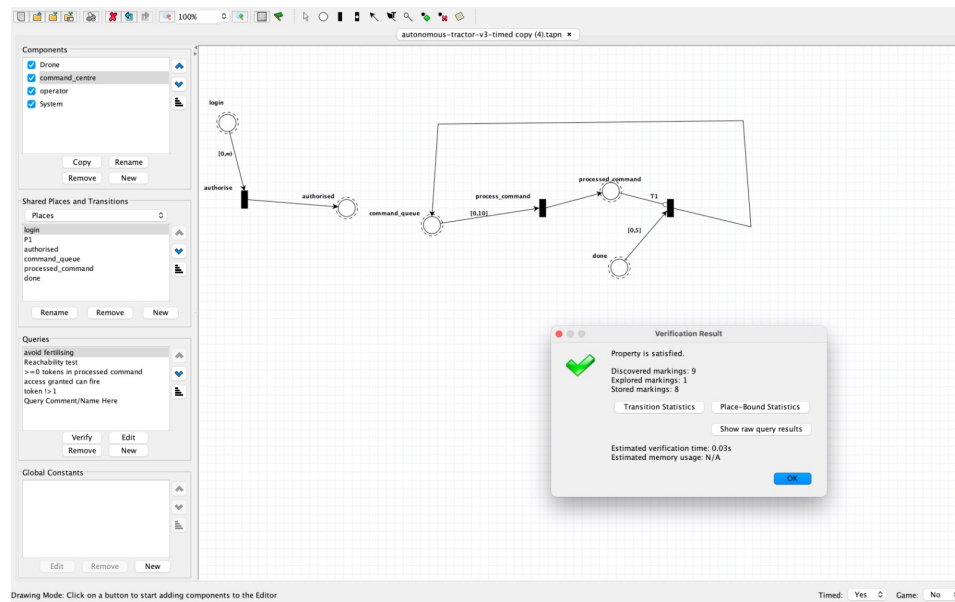 100%
autonomous-tractor-v3-timed copy (4).tapn ×
Components
Drone
command_centre
operator
System
Copy Rename
Remove New
Shared Places and Transitions
Places
login
P1
authorised
command_queue
processed_command
done
Rename Remove New
Queries
avoid fertilising
Reachability test
>=0 tokens in processed command
access granted can fire
token !>1
Query Comment/Name Here
Verify Edit
Remove New
Global Constants
Edit Remove New
login
[0,∞)
authorise
authorised
command_queue
process_command
[0,10]
processed_command
T1
[0,5]
done
Verification Result
Property is satisfied.
Discovered markings: 9
Explored markings: 1
Stored markings: 8
Transition Statistics Place-Bound Statistics
Show raw query results
Estimated verification time: 0.03s
Estimated memory usage: N/A
OK
Drawing Mode: Click on a button to start adding components to the Editor
Timed: Yes Game: No